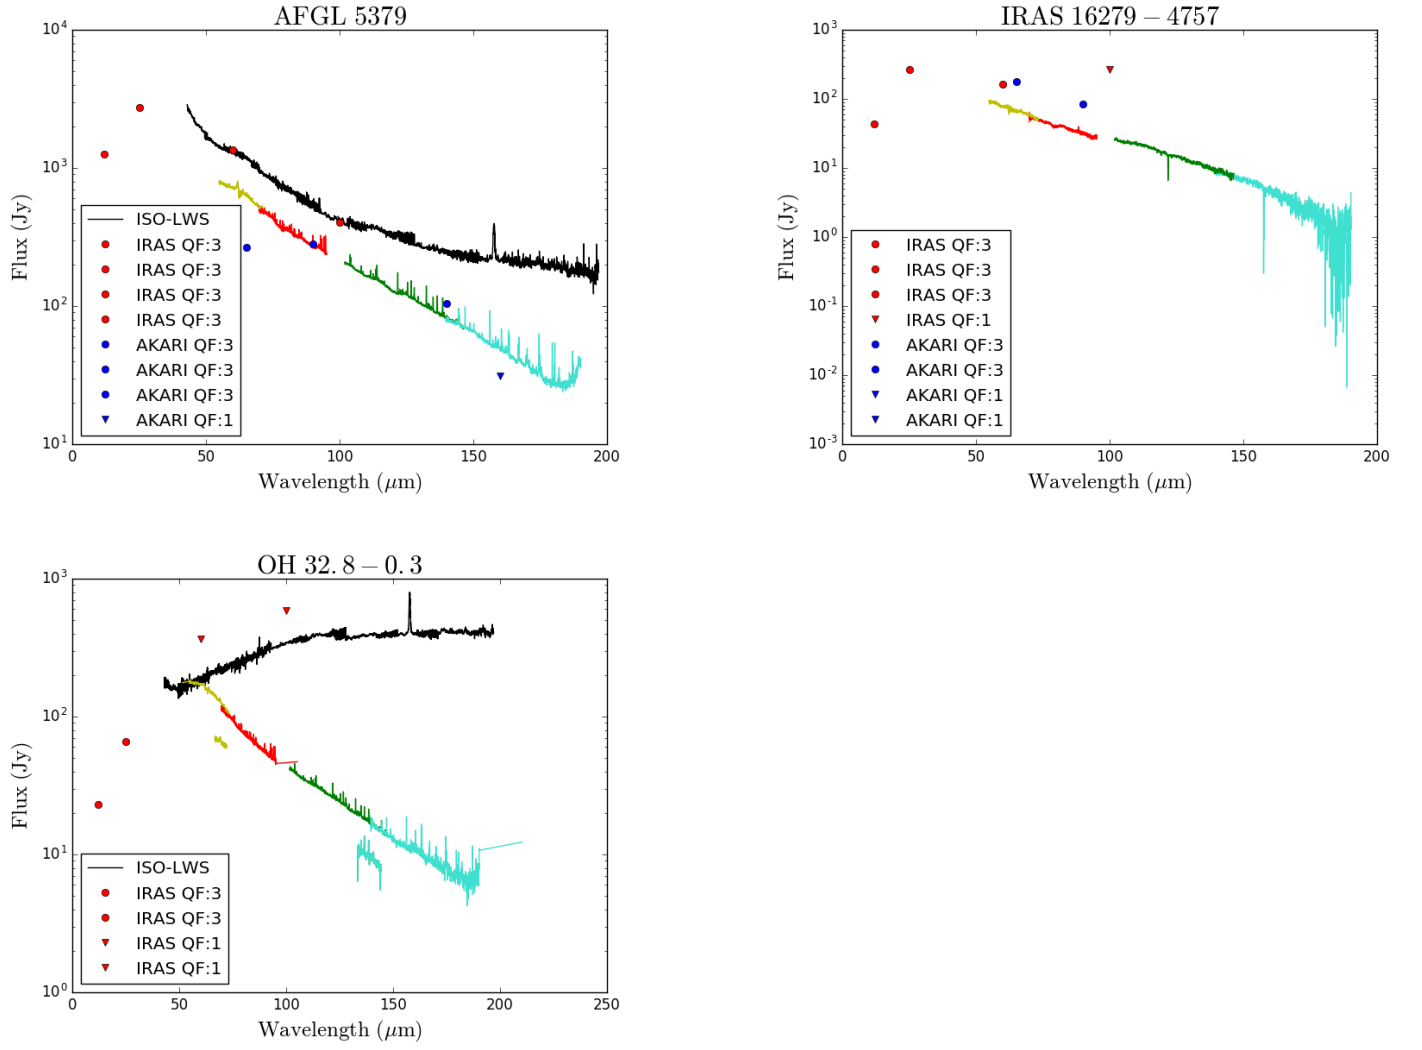 AFGL 5379
10^4
10^3
10^2
10^1
Flux (Jy)
ISO-LWS
IRAS QF:3
IRAS QF:3
IRAS QF:3
IRAS QF:3
AKARI QF:3
AKARI QF:3
AKARI QF:3
AKARI QF:1
0 50 100 150 200
Wavelength (μm)
IRAS 16279 − 4757
10^3
10^2
10^1
10^0
10^-1
10^-2
10^-3
Flux (Jy)
IRAS QF:3
IRAS QF:3
IRAS QF:3
IRAS QF:1
AKARI QF:3
AKARI QF:3
AKARI QF:1
AKARI QF:1
0 50 100 150 200
Wavelength (μm)
OH 32.8 − 0.3
10^3
10^2
10^1
10^0
Flux (Jy)
ISO-LWS
IRAS QF:3
IRAS QF:3
IRAS QF:1
IRAS QF:1
0 50 100 150 200 250
Wavelength (μm)